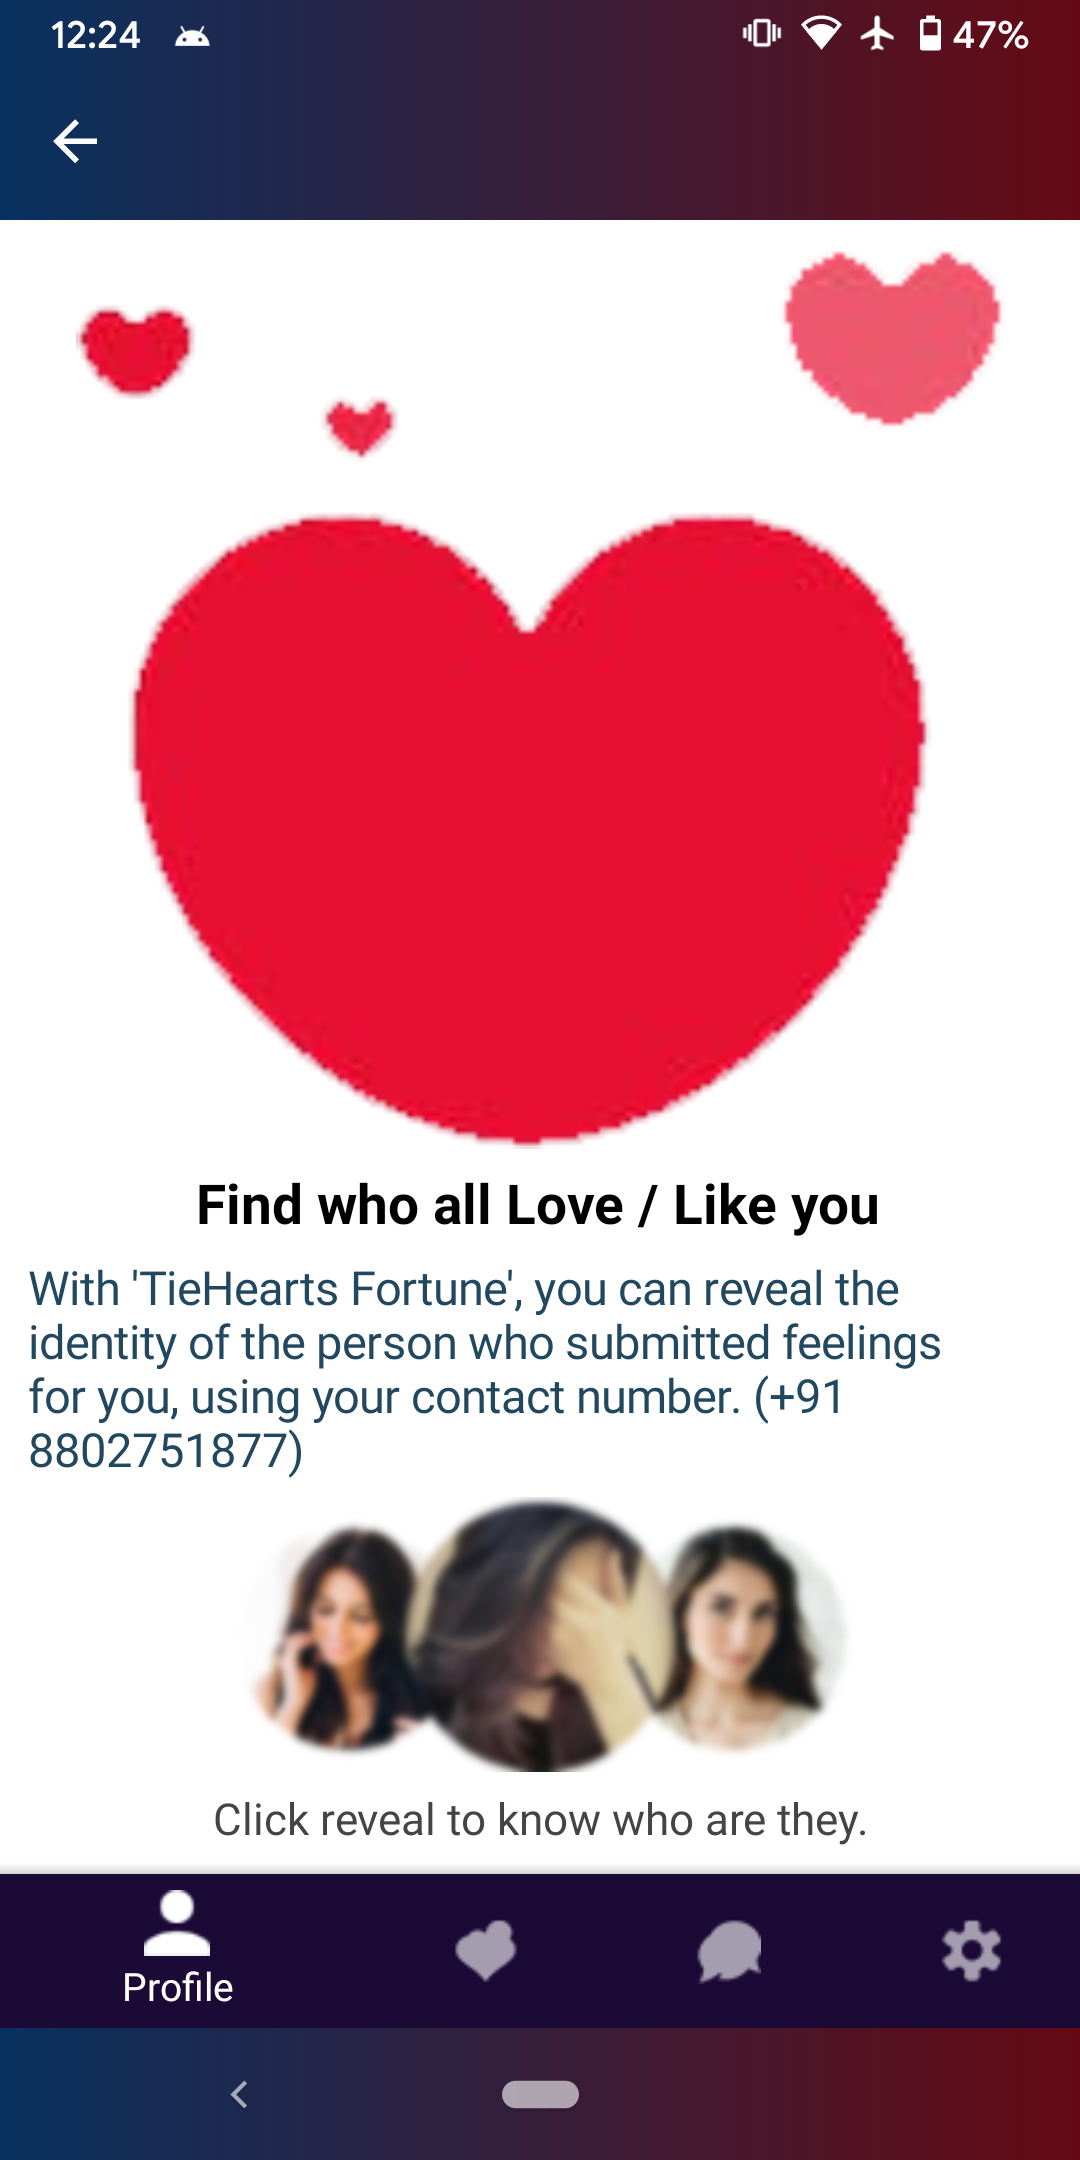 12:24
47%
Find who all Love / Like you
With 'TieHearts Fortune', you can reveal the
identity of the person who submitted feelings
for you, using your contact number. (+91
8802751877)
Click reveal to know who are they.
Profile